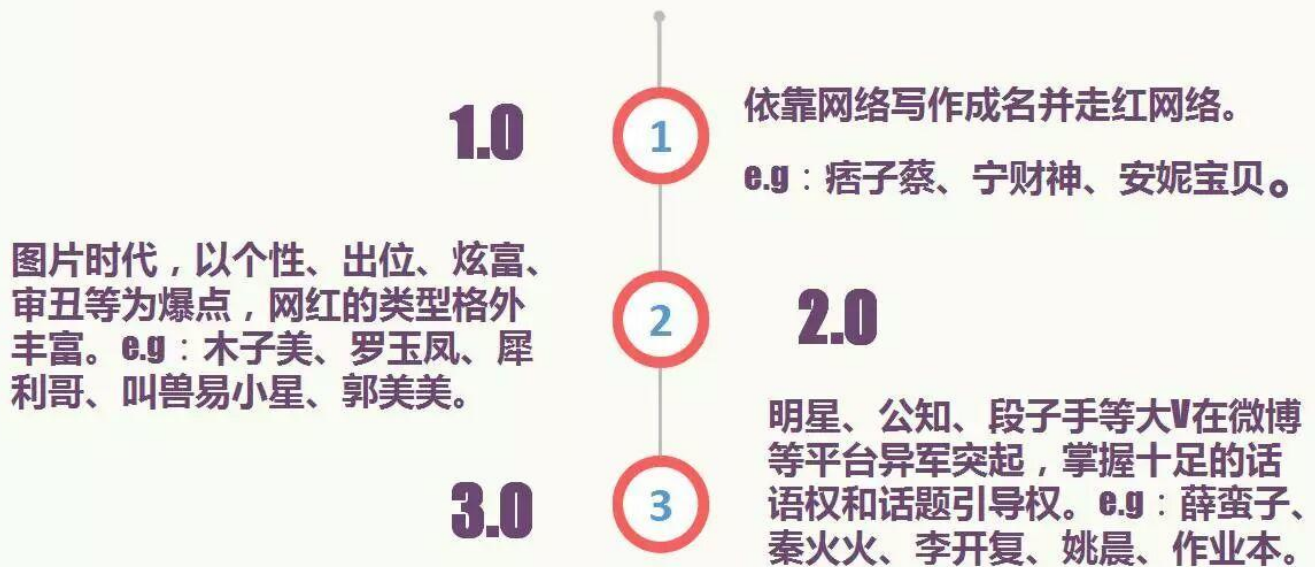 1.0
1
依靠网络写作成名并走红网络。
e.g：痞子蔡、宁财神、安妮宝贝。
图片时代，以个性、出位、炫富、
审丑等为爆点，网红的类型格外
丰富。e.g：木子美、罗玉凤、犀
利哥、叫兽易小星、郭美美。
2
2.0
3.0
3
明星、公知、段子手等大V在微博
等平台异军突起，掌握十足的话
语权和话题引导权。e.g：薛蛮子、
秦火火、李开复、姚晨、作业本。